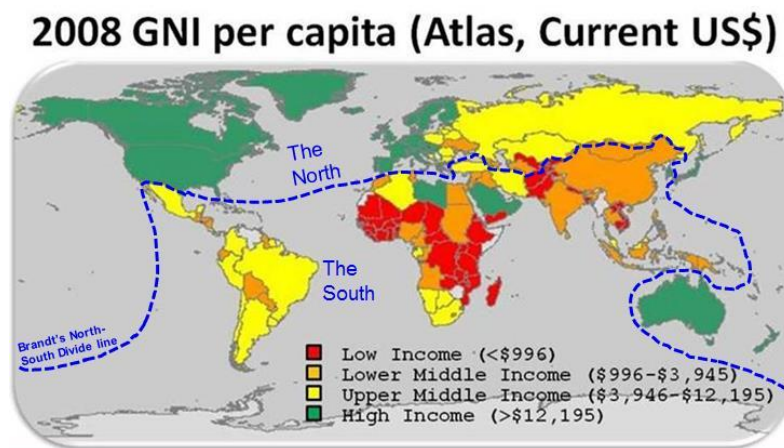 2008 GNI per capita (Atlas, Current US$)
The
North
The
South
Brandt's North-
South Divide line
Low Income (<$996)
Lower Middle Income ($996-$3,945)
Upper Middle Income ($3,946-$12,195)
High Income (>$12,195)